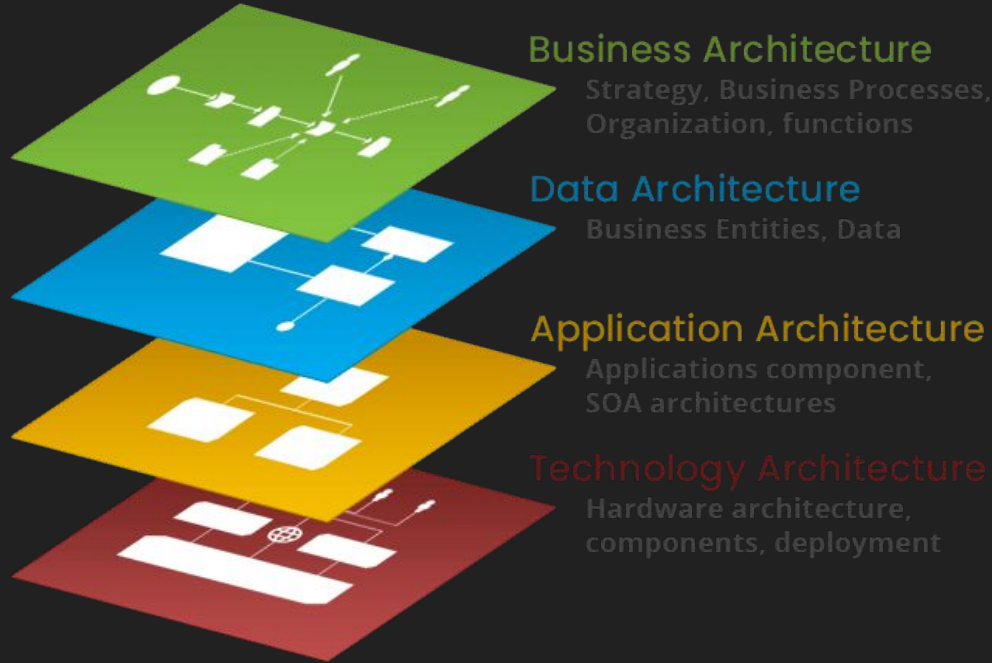 Business Architecture
Strategy, Business Processes,
Organization, functions
Data Architecture
Business Entities, Data
Application Architecture
Applications component,
SOA architectures
Technology Architecture
Hardware architecture,
components, deployment